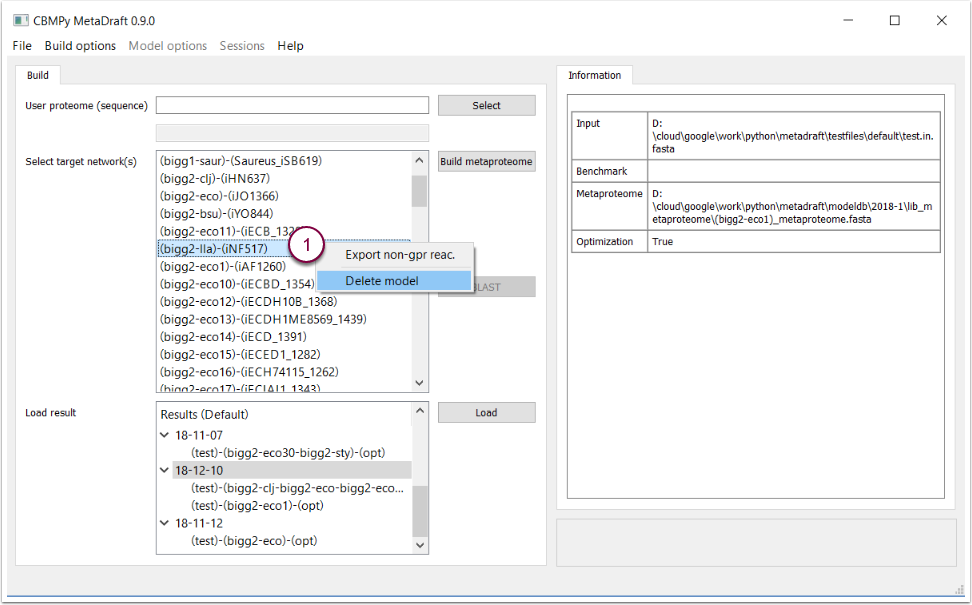 CBMPy MetaDraft 0.9.0
File Build options Model options Sessions Help
Build
User proteome (sequence)
Select
Select target network(s)
Build metaproteome
(bigg1-saur)-(Saureus_iSB619)
(bigg2-clj)-(iHN637)
(bigg2-eco)-(iJO1366)
(bigg2-bsu)-(iYO844)
(bigg2-eco11)-(iECB_132
(bigg2-lla)-(iNF517)
(bigg2-eco1)-(iAF1260)
(bigg2-eco10)-(iECBD_1354)
(bigg2-eco12)-(iECDH10B_1368)
(bigg2-eco13)-(iECDH1ME8569_1439)
(bigg2-eco14)-(iECD_1391)
(bigg2-eco15)-(iECED1_1282)
(bigg2-eco16)-(iECH74115_1262)
(bigg2-eco17)-(iECIAI1_1343)
1
Export non-gpr reac.
Delete model
LAST
Load result
Load
Results (Default)
18-11-07
(test)-(bigg2-eco30-bigg2-sty)-(opt)
18-12-10
(test)-(bigg2-clj-bigg2-eco-bigg2-eco...
(test)-(bigg2-eco1)-(opt)
18-11-12
(test)-(bigg2-eco)-(opt)
Information
Input
D:
\cloud\google\work\python\metadraft\testfiles\default\test.in.
fasta
Benchmark
Metaproteome
D:
\cloud\google\work\python\metadraft\modeldb\2018-1\lib_m
etaproteome\(bigg2-eco1)_metaproteome.fasta
Optimization
True